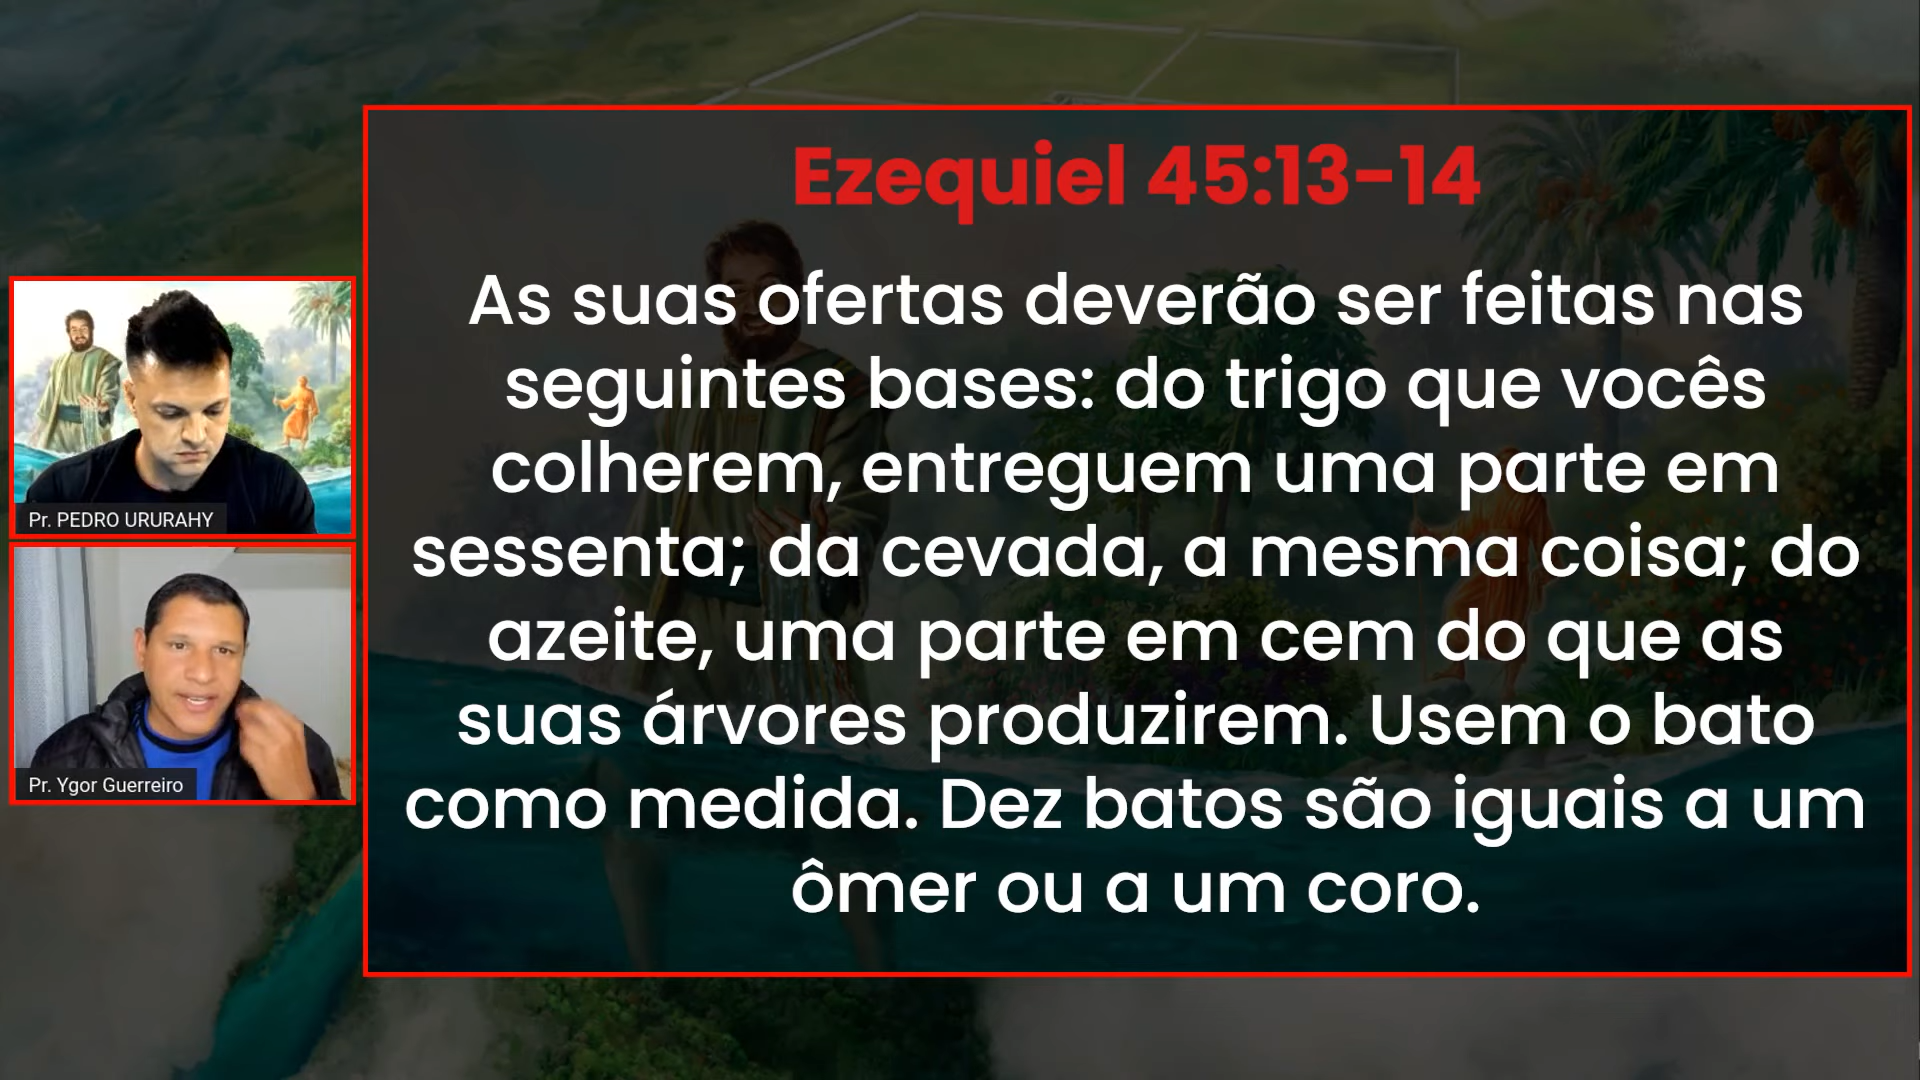 Ezequiel 45:13-14
As suas ofertas deverão ser feitas nas
seguintes bases: do trigo que vocês
colherem, entreguem uma parte em
sessenta; da cevada, a mesma coisa; do
azeite, uma parte em cem do que as
suas árvores produzirem. Usem o bato
como medida. Dez batos são iguais a um
ômer ou a um coro.
Pr. PEDRO URURAHY
Pr. Ygor Guerreiro